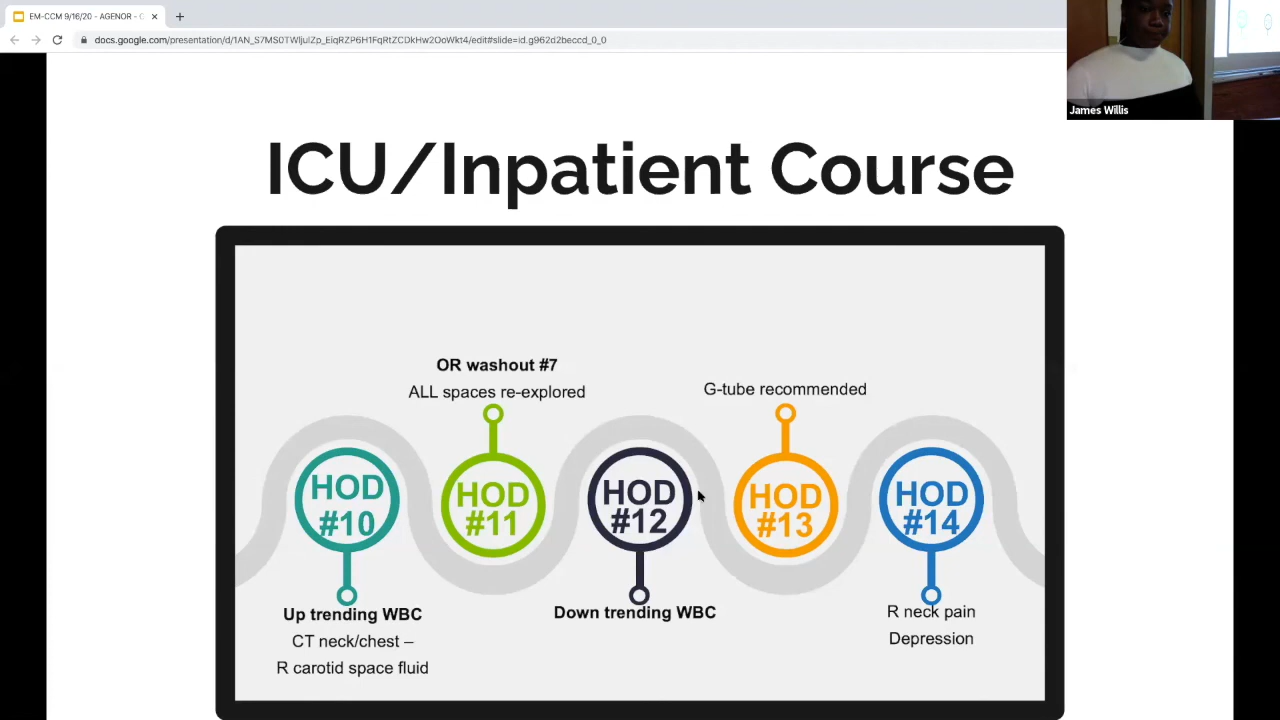 EM-CCM 9/16/20 - AGENOR - C
docs.google.com/presentation/d/1AN_S7MS0TWljulZp_EiqRZP6H1FqRtZCDkHw2OoWkt4/edit#slide=id.g962d2beccd_0_0
James Willis
ICU/Inpatient Course
OR washout #7
ALL spaces re-explored
G-tube recommended
HOD
#10
HOD
#11
HOD
#12
HOD
#13
HOD
#14
Up trending WBC
CT neck/chest –
R carotid space fluid
Down trending WBC
R neck pain
Depression